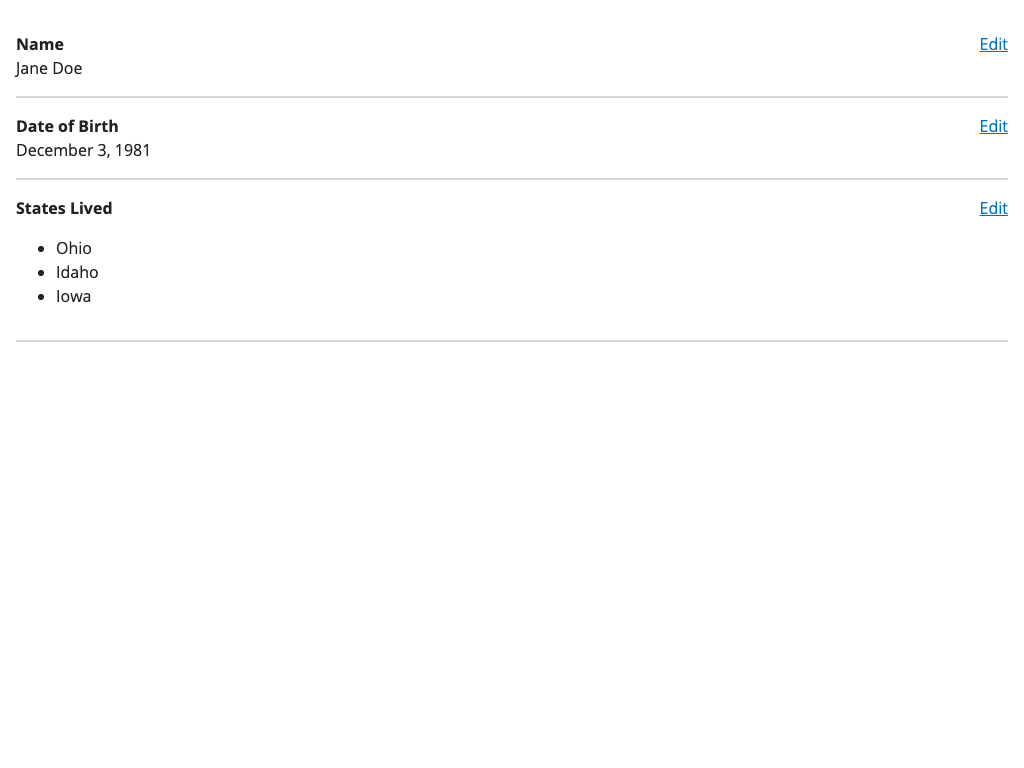 Name Edit
Jane Doe
Date of Birth Edit
December 3, 1981
States Lived Edit
Ohio
Idaho
Iowa